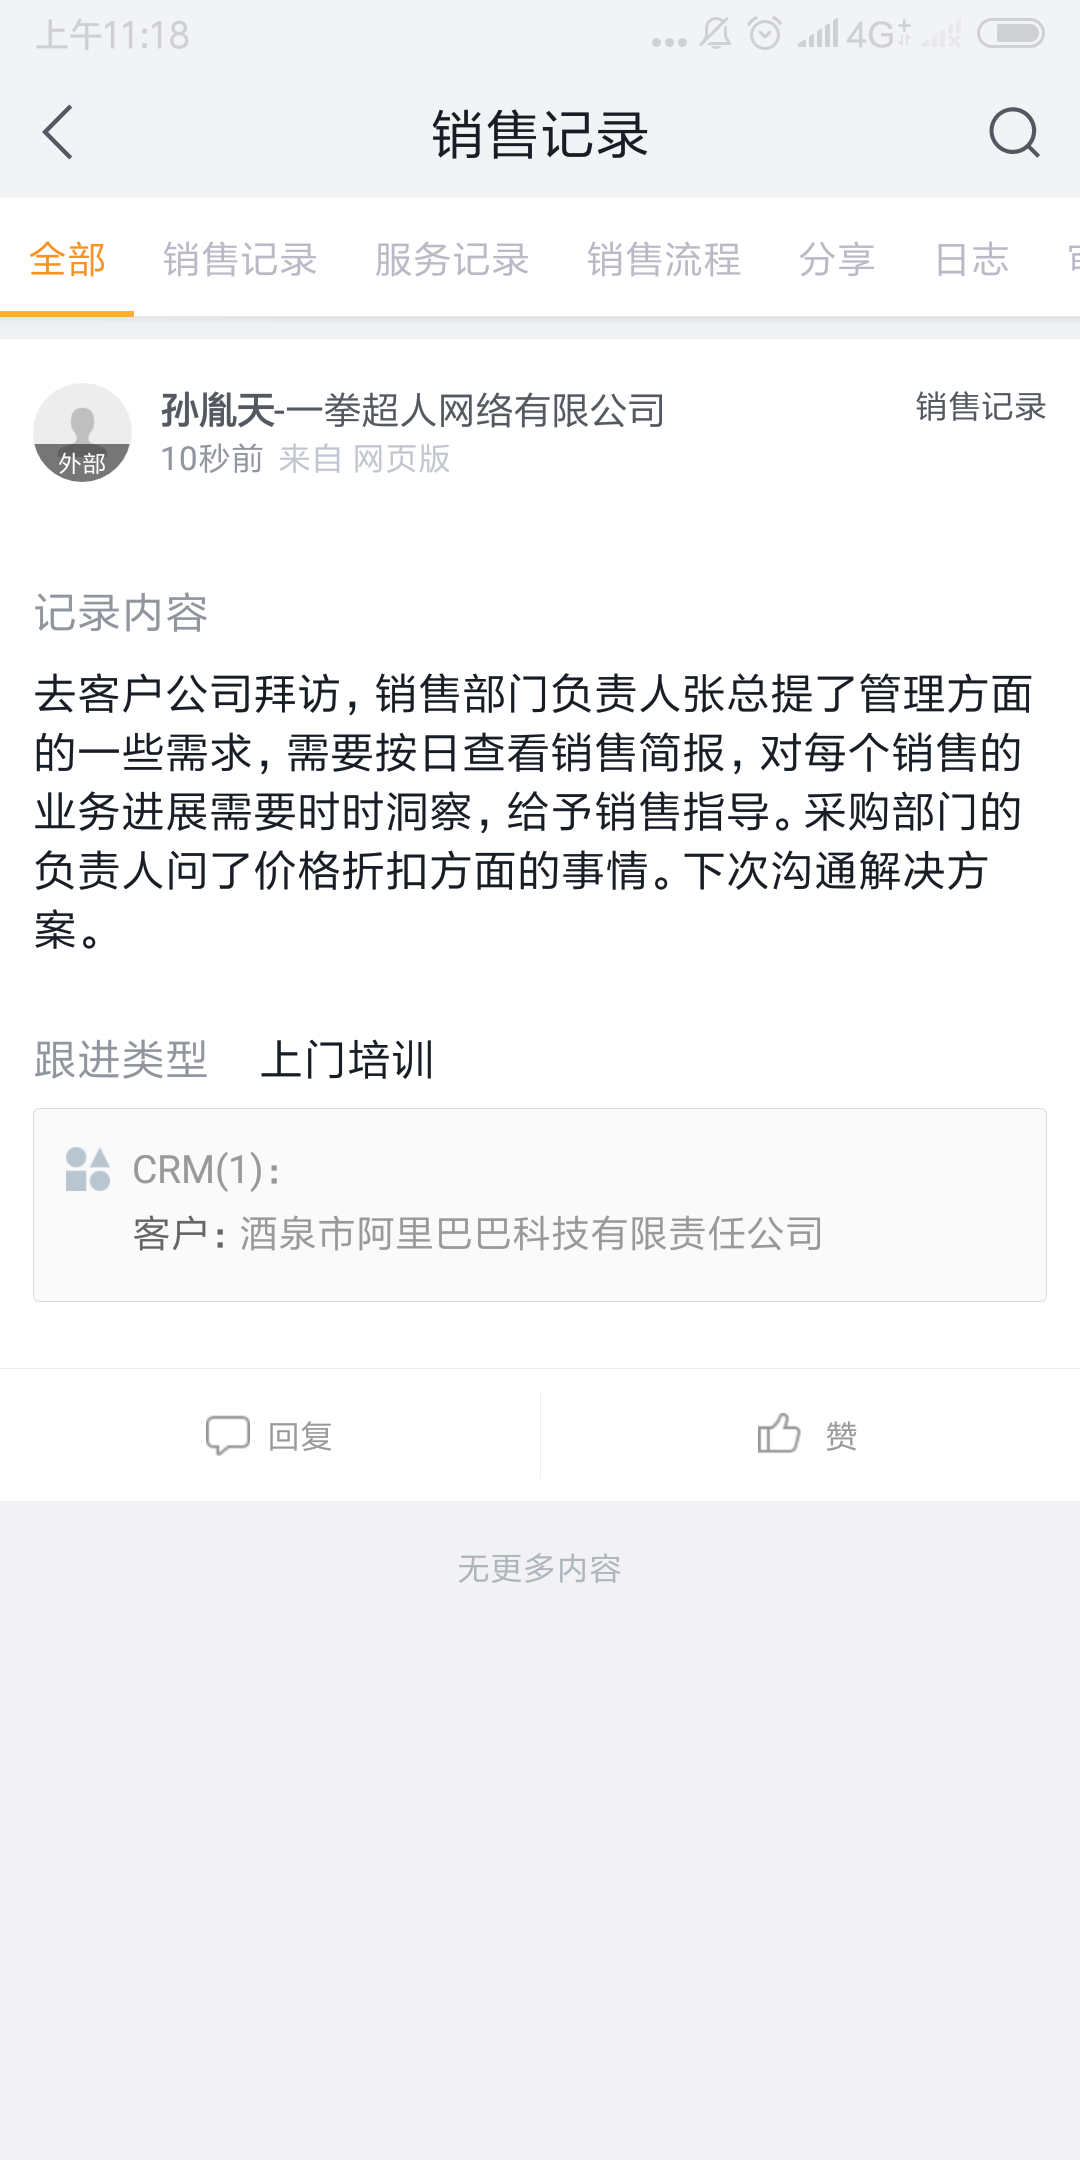 上午11:18
4G+
销售记录
全部 销售记录 服务记录 销售流程 分享 日志
孙胤天-一拳超人网络有限公司 销售记录
外部
10秒前 来自 网页版
记录内容
去客户公司拜访，销售部门负责人张总提了管理方面
的一些需求，需要按日查看销售简报，对每个销售的
业务进展需要时时洞察，给予销售指导。采购部门的
负责人问了价格折扣方面的事情。下次沟通解决方
案。
跟进类型 上门培训
CRM(1)：
客户：酒泉市阿里巴巴科技有限责任公司
回复 赞
无更多内容